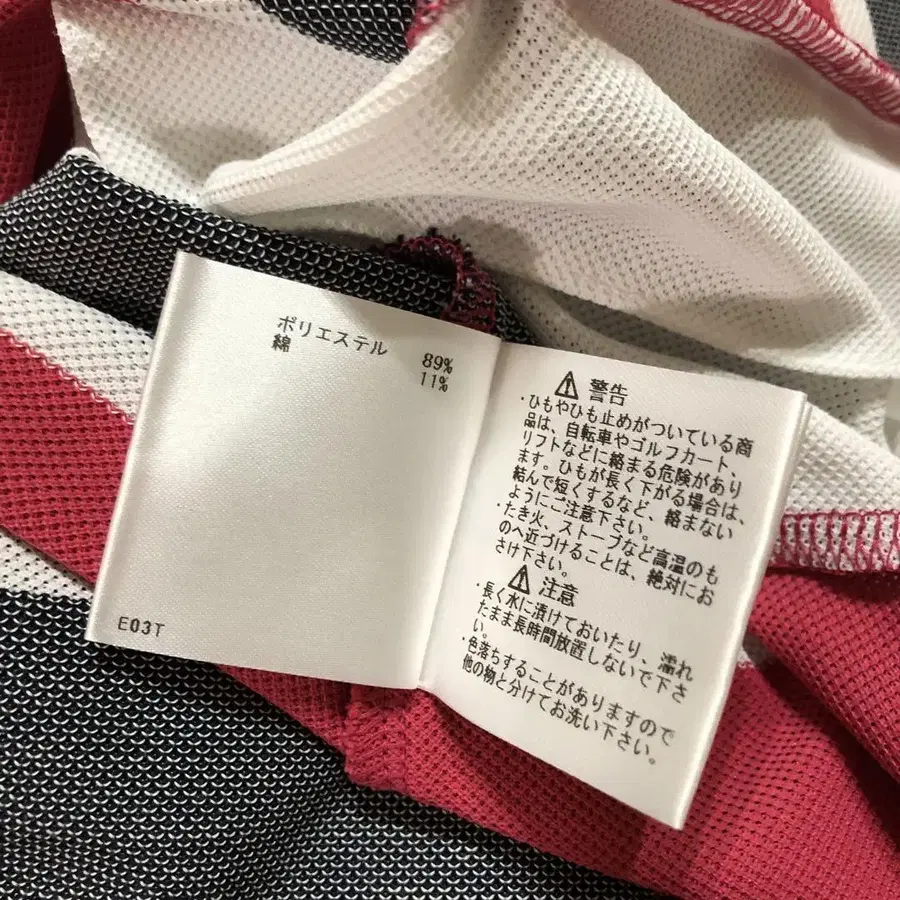 ポリエステル 89%
綿 11%
E03T
警告
・ひもやひも止めがついている商
品は、自転車やゴルフカート、
リフトなどに絡まる危険があり
ます。ひもが長く下がる場合は、
結んで短くするなど、絡まない
ようにご注意下さい。
・たき火、ストーブなど高温のも
のへ近づけることは、絶対にお
さけ下さい。
注意
・長く水に漬けておいたり、濡れ
たまま長時間放置しないで下さ
い。
・色落ちすることがありますので
他の物と分けてお洗い下さい。